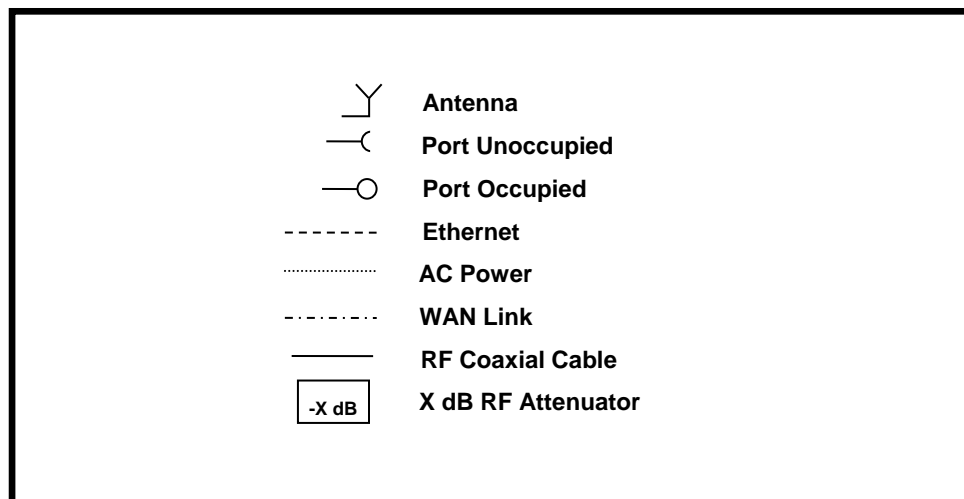 Antenna
Port Unoccupied
Port Occupied
Ethernet
AC Power
WAN Link
RF Coaxial Cable
-X dB X dB RF Attenuator